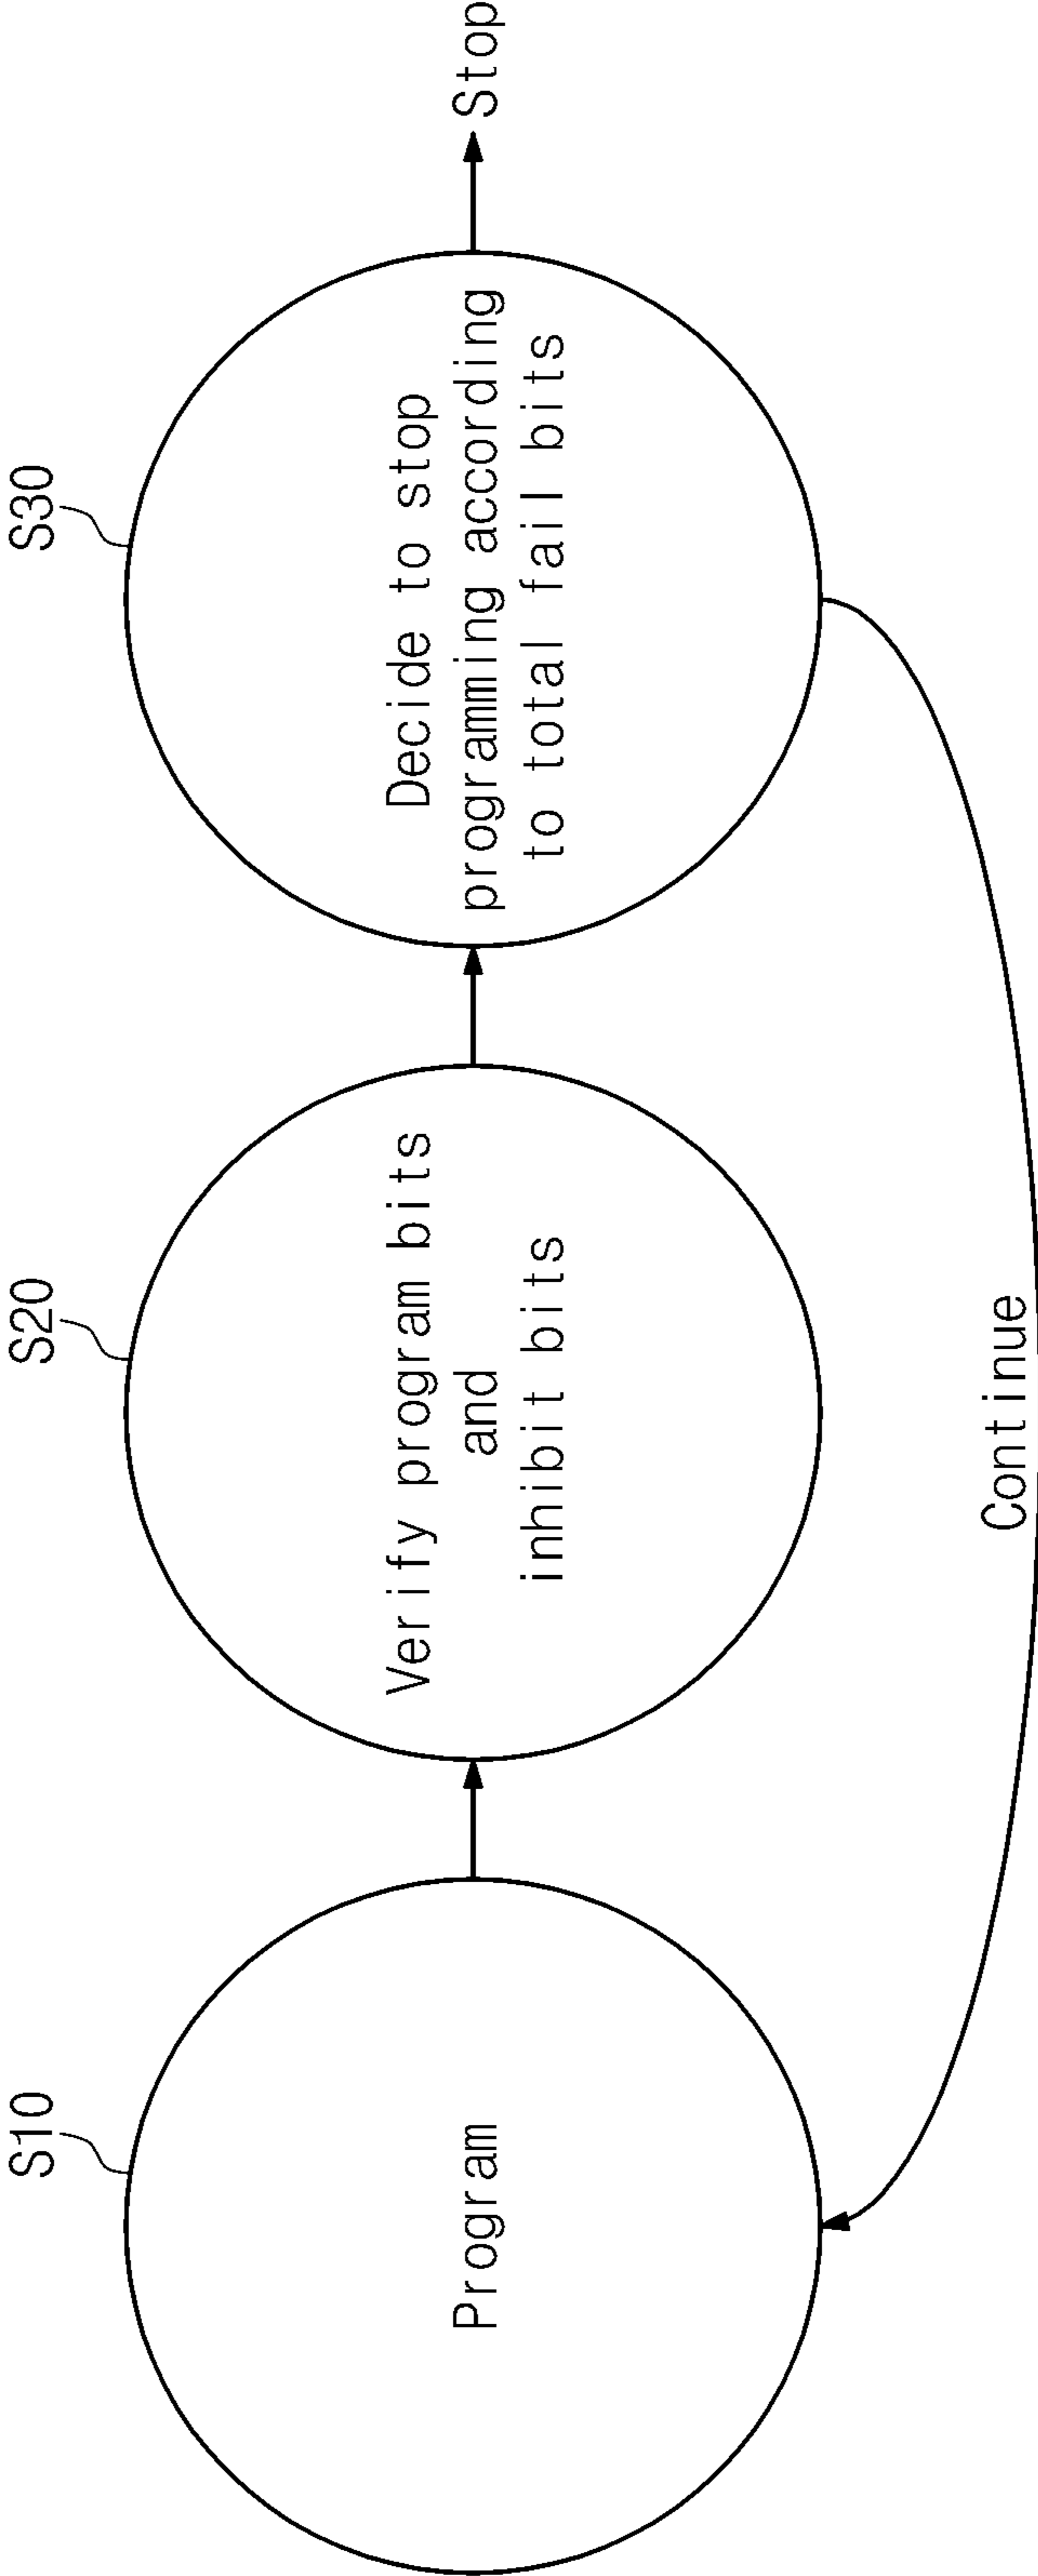 S10
S20
S30
Program
Verify program bits
and
inhibit bits
Decide to stop
programming according
to total fail bits
Stop
Continue